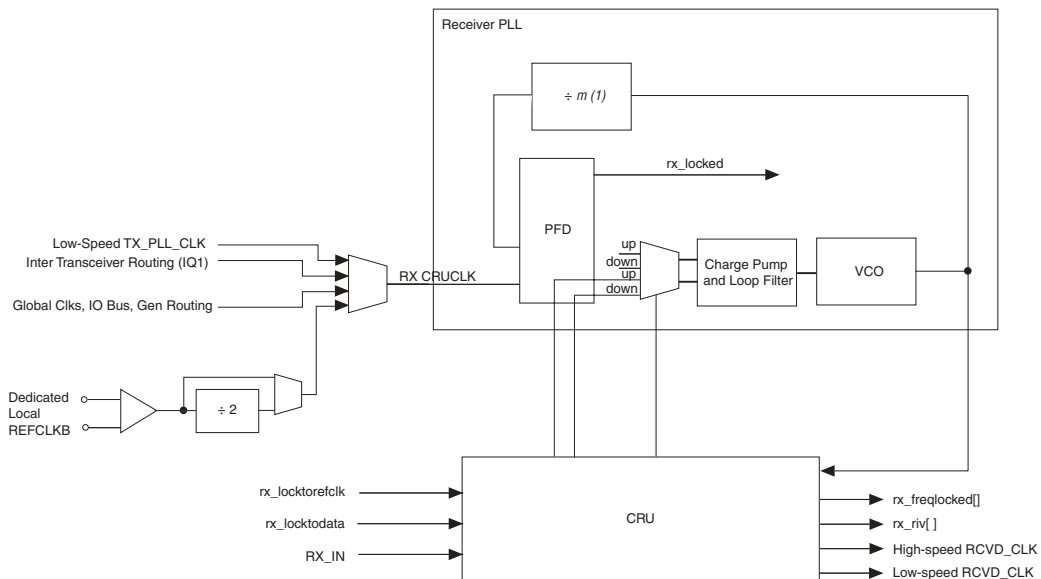 Receiver PLL
÷ m (1)
rx_locked
PFD
Low-Speed TX_PLL_CLK
Inter Transceiver Routing (IQ1)
RX CRUCLK
Global Clks, IO Bus, Gen Routing
up
down
up
down
Charge Pump
and Loop Filter
VCO
Dedicated
Local
REFCLKB
÷ 2
rx_locktorefclk
rx_locktodata
RX_IN
CRU
rx_freqlocked[]
rx_riv[ ]
High-speed RCVD_CLK
Low-speed RCVD_CLK